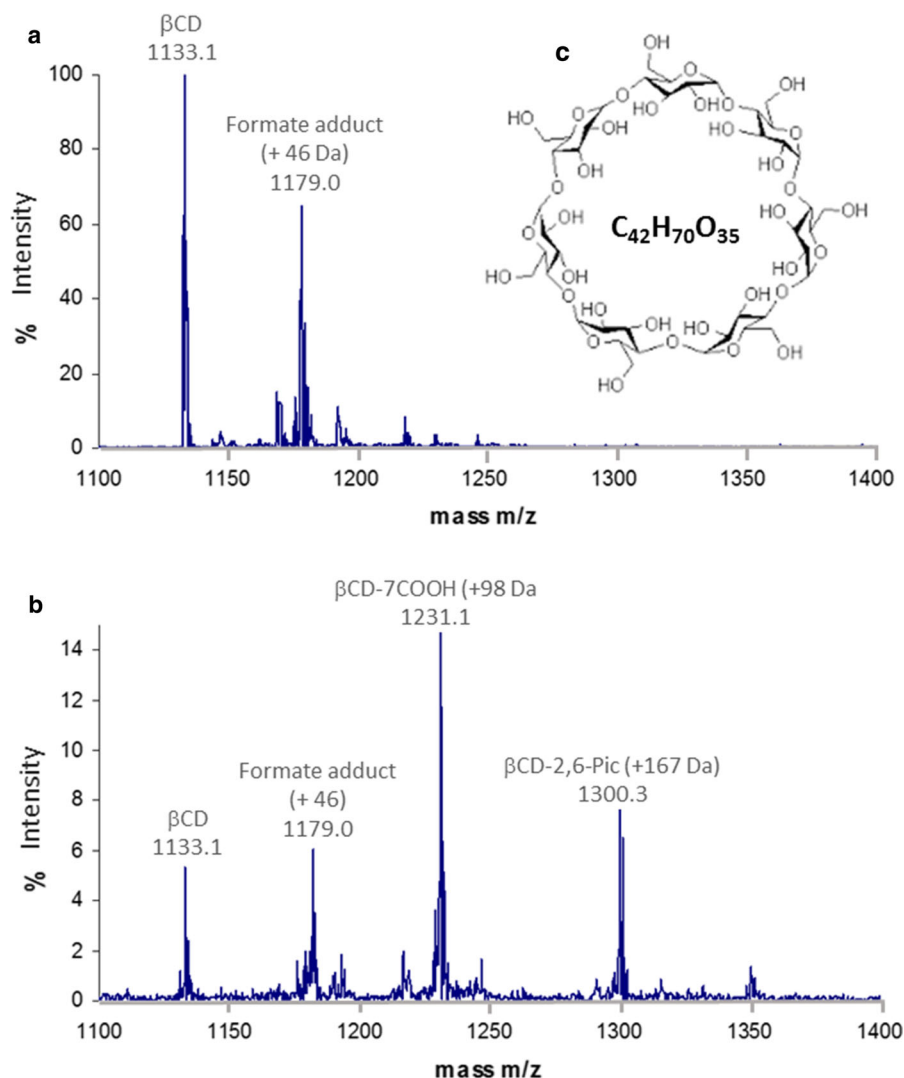 a
βCD
1133.1
Formate adduct
(+ 46 Da)
1179.0
100
80
60
40
20
0
% Intensity
1100 1150 1200 1250 1300 1350 1400
mass m/z
c
OH
O
OH
HO
OH
O
O
O
HO
OH
HO
O
HO
O
OH
HO
O
OH
O
HO
OH
O
C₄₂H₇₀O₃₅
O
HO
HO
OH
O
O
OH
HO
O
HO
OH
OH
HO
O
O
O
HO
OH
b
βCD-7COOH (+98 Da
1231.1
βCD-2,6-Pic (+167 Da)
1300.3
Formate adduct
(+ 46)
1179.0
βCD
1133.1
14
12
10
8
6
4
2
0
% Intensity
1100 1150 1200 1250 1300 1350 1400
mass m/z